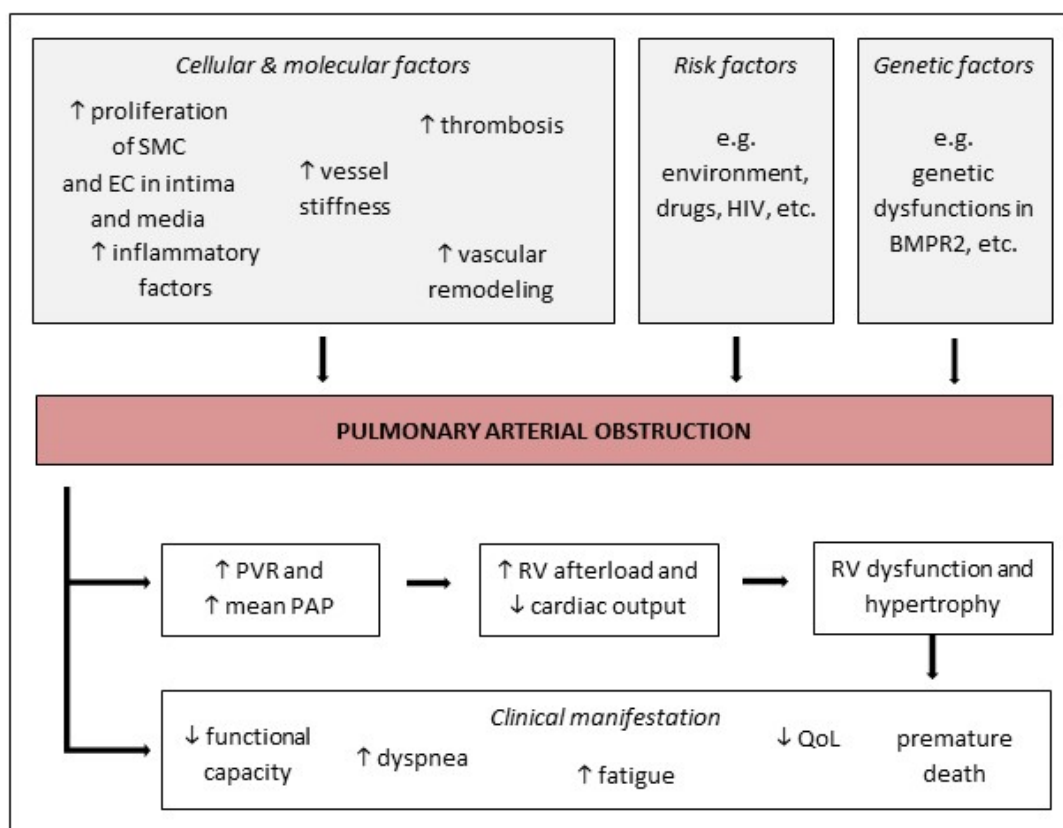 Cellular & molecular factors
↑ proliferation
of SMC
and EC in intima
and media
↑ inflammatory
factors
↑ vessel
stiffness
↑ thrombosis
↑ vascular
remodeling
Risk factors
e.g.
environment,
drugs, HIV, etc.
Genetic factors
e.g.
genetic
dysfunctions in
BMPR2, etc.
PULMONARY ARTERIAL OBSTRUCTION
↑ PVR and
↑ mean PAP
↑ RV afterload and
↓ cardiac output
RV dysfunction and
hypertrophy
Clinical manifestation
↓ functional
capacity
↑ dyspnea
↑ fatigue
↓ QoL
premature
death